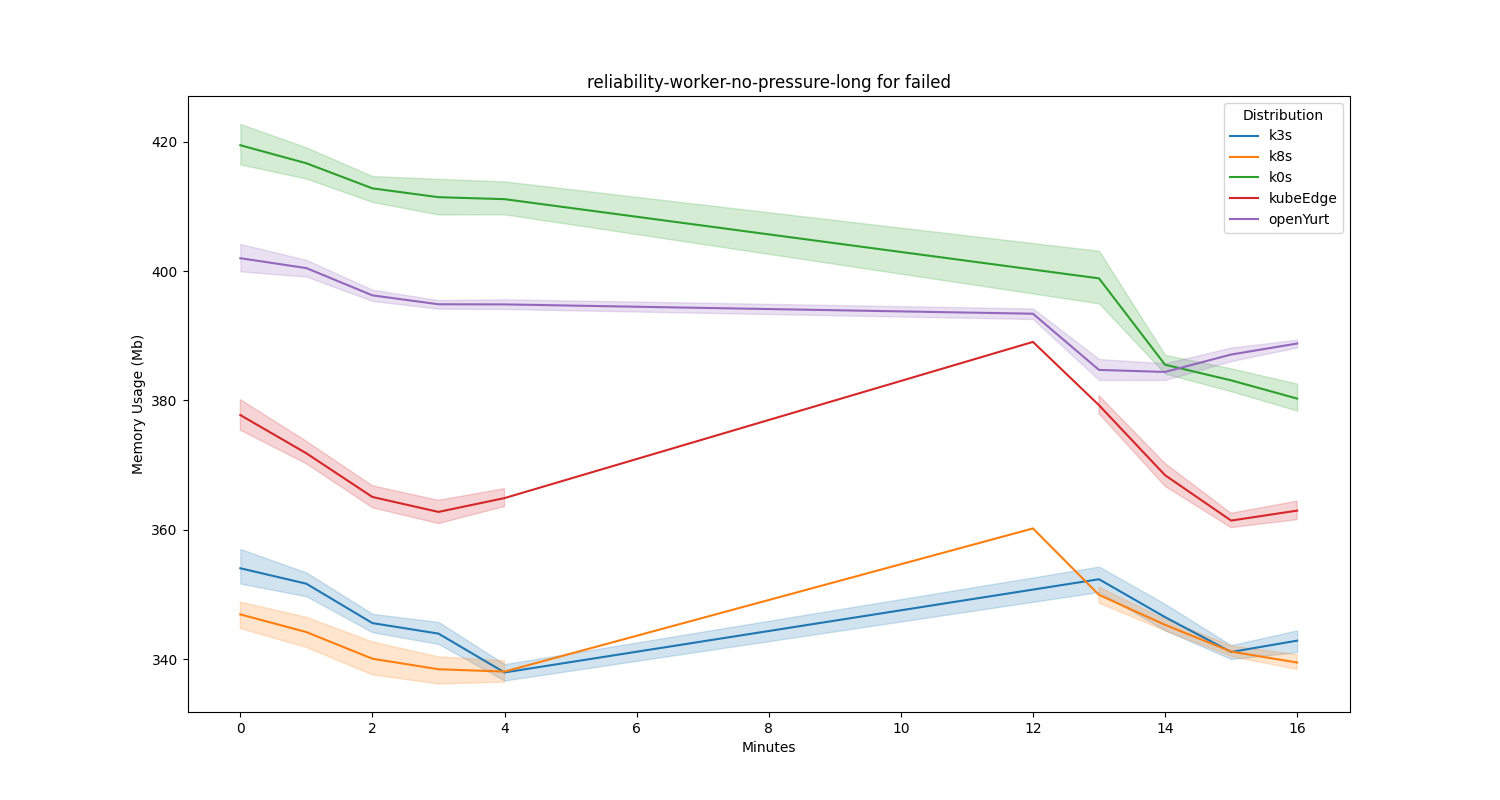 reliability-worker-no-pressure-long for failed
Memory Usage (Mb)
420
400
380
360
340
0 2 4 6 8 10 12 14 16
Minutes
Distribution
k3s
k8s
k0s
kubeEdge
openYurt